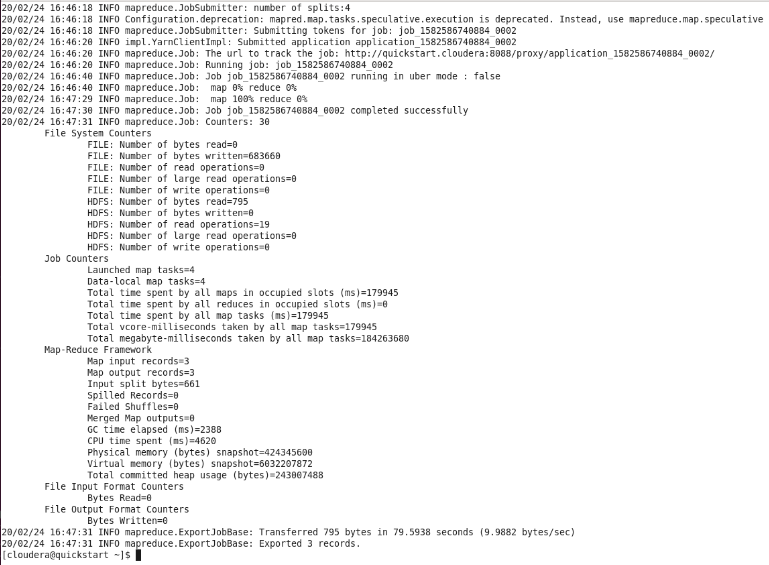 20/02/24 16:46:18 INFO mapreduce.JobSubmitter: number of splits:4
20/02/24 16:46:18 INFO Configuration.deprecation: mapred.map.tasks.speculative.execution is deprecated. Instead, use mapreduce.map.speculative
20/02/24 16:46:18 INFO mapreduce.JobSubmitter: Submitting tokens for job: job_1582586740884_0002
20/02/24 16:46:20 INFO impl.YarnClientImpl: Submitted application application_1582586740884_0002
20/02/24 16:46:20 INFO mapreduce.Job: The url to track the job: http://quickstart.cloudera:8088/proxy/application_1582586740884_0002/
20/02/24 16:46:20 INFO mapreduce.Job: Running job: job_1582586740884_0002
20/02/24 16:46:40 INFO mapreduce.Job: Job job_1582586740884_0002 running in uber mode : false
20/02/24 16:46:40 INFO mapreduce.Job:  map 0% reduce 0%
20/02/24 16:47:29 INFO mapreduce.Job:  map 100% reduce 0%
20/02/24 16:47:30 INFO mapreduce.Job: Job job_1582586740884_0002 completed successfully
20/02/24 16:47:31 INFO mapreduce.Job: Counters: 30
File System Counters
FILE: Number of bytes read=0
FILE: Number of bytes written=683660
FILE: Number of read operations=0
FILE: Number of large read operations=0
FILE: Number of write operations=0
HDFS: Number of bytes read=795
HDFS: Number of bytes written=0
HDFS: Number of read operations=19
HDFS: Number of large read operations=0
HDFS: Number of write operations=0
Job Counters
Launched map tasks=4
Data-local map tasks=4
Total time spent by all maps in occupied slots (ms)=179945
Total time spent by all reduces in occupied slots (ms)=0
Total time spent by all map tasks (ms)=179945
Total vcore-milliseconds taken by all map tasks=179945
Total megabyte-milliseconds taken by all map tasks=184263680
Map-Reduce Framework
Map input records=3
Map output records=3
Input split bytes=661
Spilled Records=0
Failed Shuffles=0
Merged Map outputs=0
GC time elapsed (ms)=2388
CPU time spent (ms)=4620
Physical memory (bytes) snapshot=424345600
Virtual memory (bytes) snapshot=6032207872
Total committed heap usage (bytes)=243007488
File Input Format Counters
Bytes Read=0
File Output Format Counters
Bytes Written=0
20/02/24 16:47:31 INFO mapreduce.ExportJobBase: Transferred 795 bytes in 79.5938 seconds (9.9882 bytes/sec)
20/02/24 16:47:31 INFO mapreduce.ExportJobBase: Exported 3 records.
[cloudera@quickstart ~]$